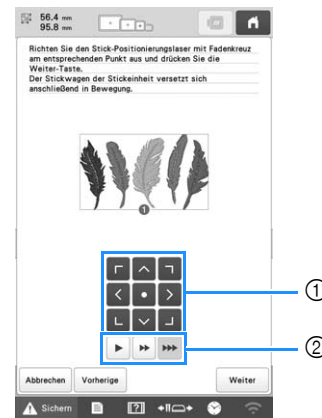 56.4 mm
95.8 mm
Richten Sie den Stick-Positionierungslaser mit Fadenkreuz
am entsprechenden Punkt aus und drücken Sie die
Weiter-Taste.
Der Stickwagen der Stickeinheit versetzt sich
anschließend in Bewegung.
1
①
②
Abbrechen Vorherige Weiter
Sichern